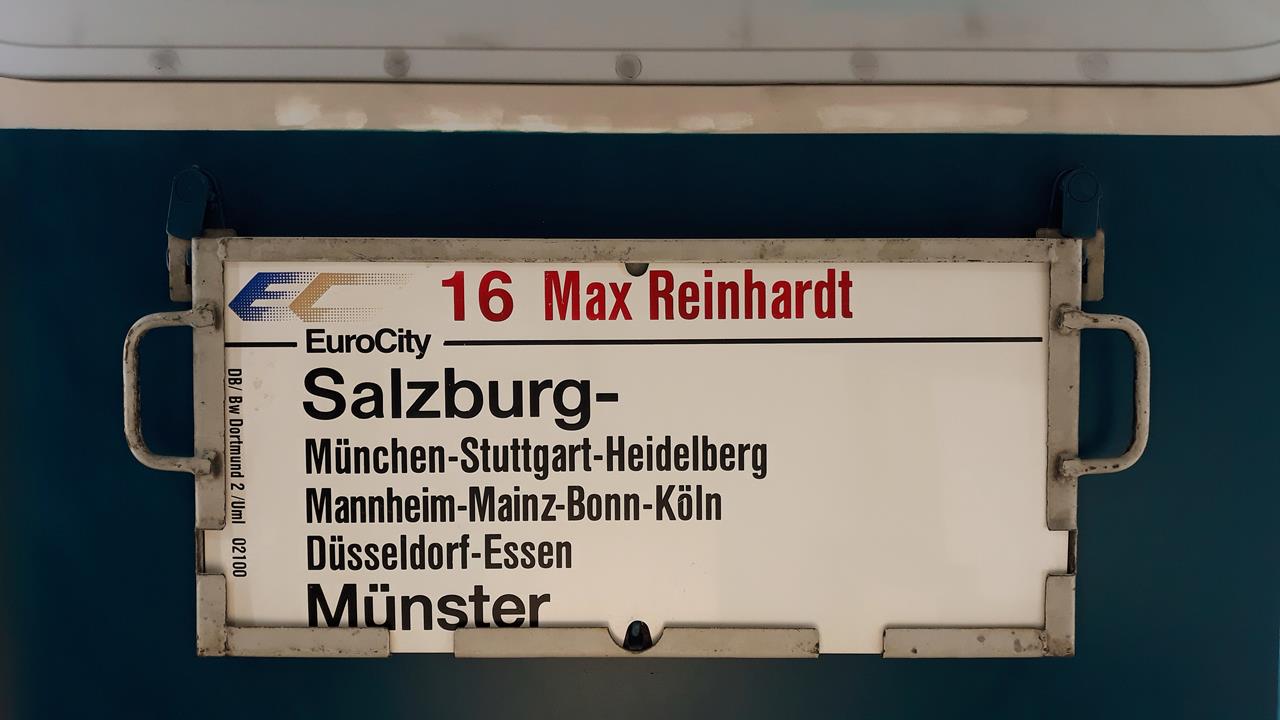 EC 16 Max Reinhardt
EuroCity
Salzburg-
München-Stuttgart-Heidelberg
Mannheim-Mainz-Bonn-Köln
Düsseldorf-Essen
Münster
DB/ Bw Dortmund 2 /Uml 02100